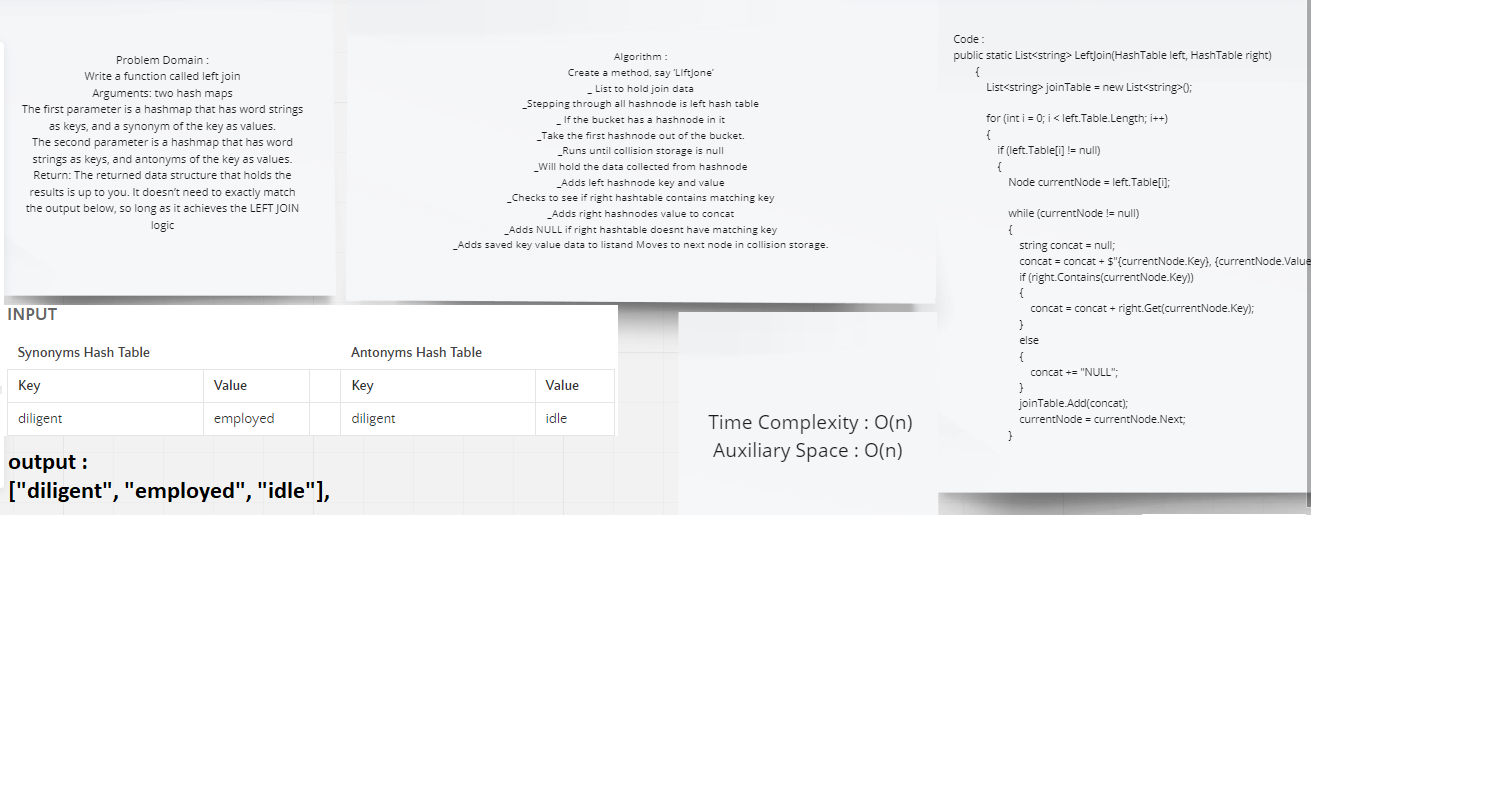 Problem Domain :
Write a function called left join
Arguments: two hash maps
The first parameter is a hashmap that has word strings
as keys, and a synonym of the key as values.
The second parameter is a hashmap that has word
strings as keys, and antonyms of the key as values.
Return: The returned data structure that holds the
results is up to you. It doesn't need to exactly match
the output below, so long as it achieves the LEFT JOIN
logic
Algorithm :
Create a method, say 'LIftJone'
_ List to hold join data
_Stepping through all hashnode is left hash table
_ If the bucket has a hashnode in it
_Take the first hashnode out of the bucket.
_Runs until collision storage is null
_Will hold the data collected from hashnode
_Adds left hashnode key and value
_Checks to see if right hashtable contains matching key
_Adds right hashnodes value to concat
_Adds NULL if right hashtable doesnt have matching key
_Adds saved key value data to listand Moves to next node in collision storage.
Code :
public static List<string> LeftJoin(HashTable left, HashTable right)
{
List<string> joinTable = new List<string>();
for (int i = 0; i < left.Table.Length; i++)
{
if (left.Table[i] != null)
{
Node currentNode = left.Table[i];
while (currentNode != null)
{
string concat = null;
concat = concat + $"{currentNode.Key}, {currentNode.Value
if (right.Contains(currentNode.Key))
{
concat = concat + right.Get(currentNode.Key);
}
else
{
concat += "NULL";
}
joinTable.Add(concat);
currentNode = currentNode.Next;
}
INPUT
Synonyms Hash Table Antonyms Hash Table
Key Value Key Value
diligent employed diligent idle
output :
["diligent", "employed", "idle"],
Time Complexity : O(n)
Auxiliary Space : O(n)